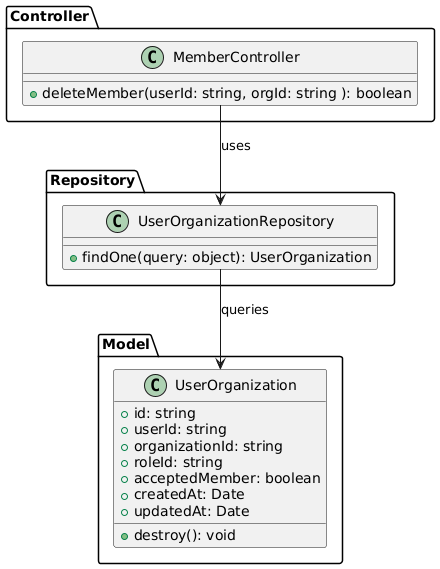 Controller
C MemberController
deleteMember(userId: string, orgId: string ): boolean
uses
Repository
C UserOrganizationRepository
findOne(query: object): UserOrganization
queries
Model
C UserOrganization
id: string
userId: string
organizationId: string
roleId: string
acceptedMember: boolean
createdAt: Date
updatedAt: Date
destroy(): void